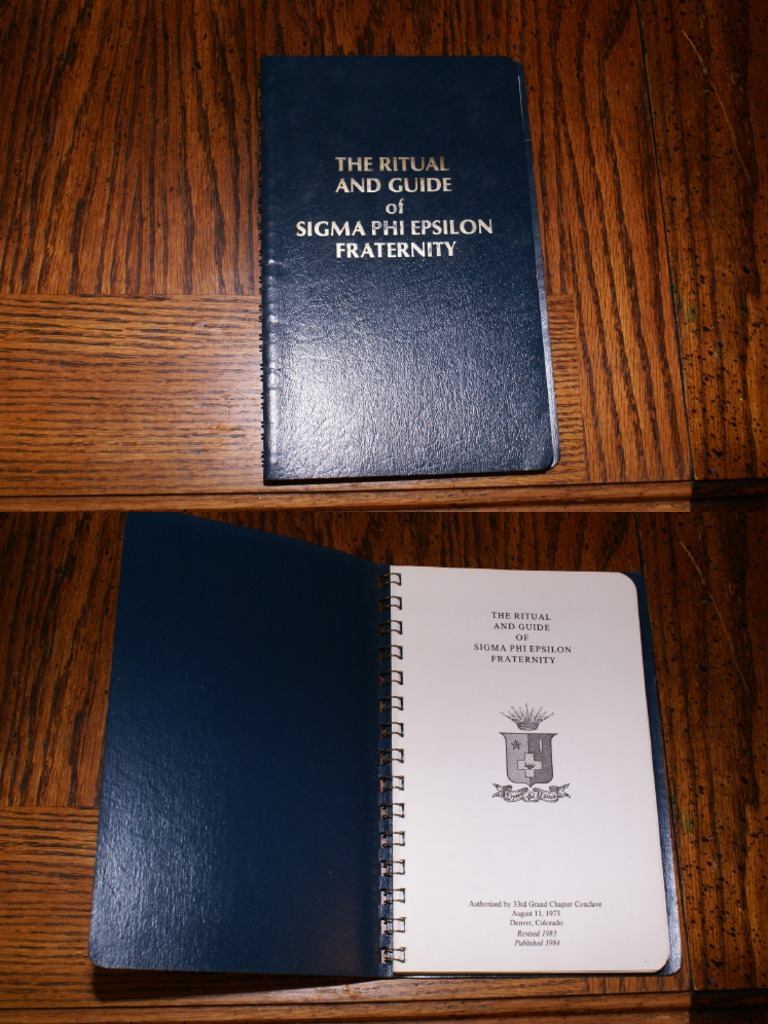 THE RITUAL
AND GUIDE
of
SIGMA PHI EPSILON
FRATERNITY
THE RITUAL
AND GUIDE
OF
SIGMA PHI EPSILON
FRATERNITY
Authorized by 33rd Grand Chapter Conclave
August 11, 1973
Denver, Colorado
Revised 1983
Published 1984